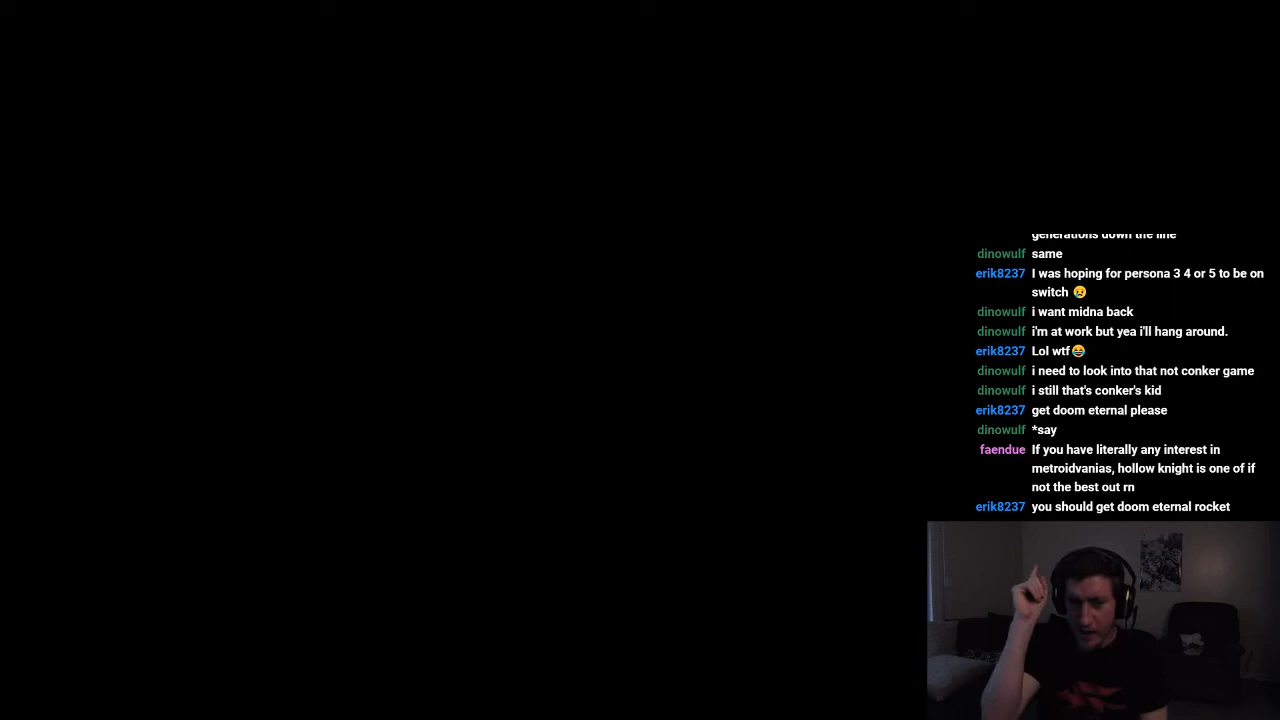 generations down the line
dinowulf same
erik8237 I was hoping for persona 3 4 or 5 to be on
switch 😢
dinowulf i want midna back
dinowulf i'm at work but yea i'll hang around.
erik8237 Lol wtf😂
dinowulf i need to look into that not conker game
dinowulf i still that's conker's kid
erik8237 get doom eternal please
dinowulf *say
faendue If you have literally any interest in
metroidvanias, hollow knight is one of if
not the best out rn
erik8237 you should get doom eternal rocket